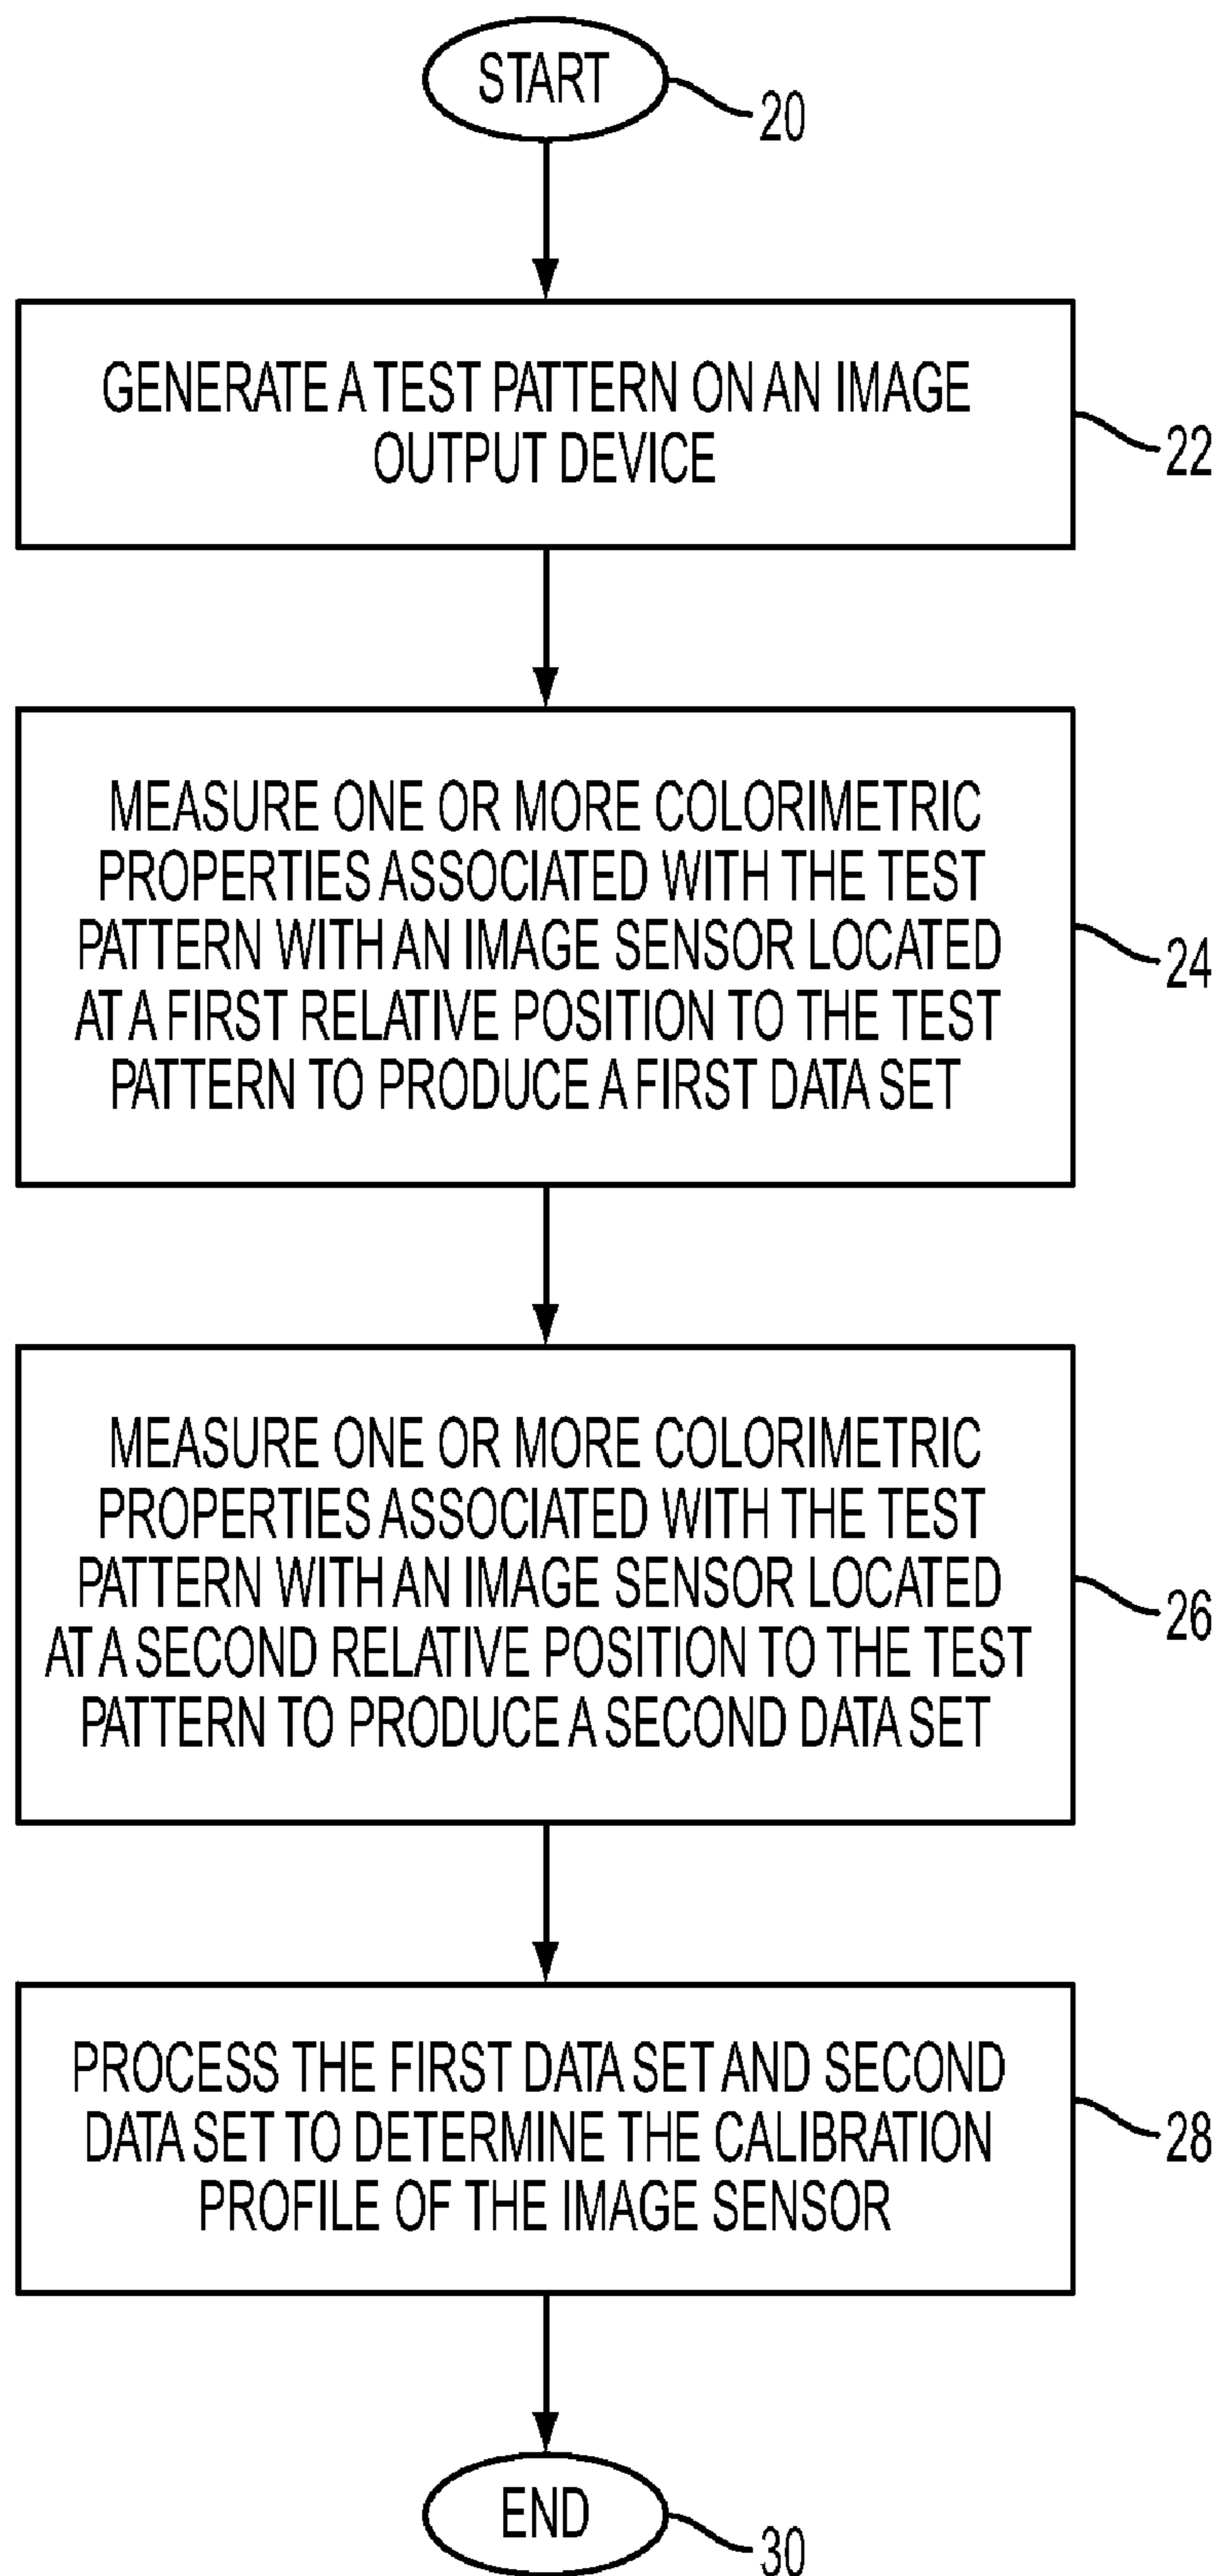 START
20
GENERATE A TEST PATTERN ON AN IMAGE
OUTPUT DEVICE
22
MEASURE ONE OR MORE COLORIMETRIC
PROPERTIES ASSOCIATED WITH THE TEST
PATTERN WITH AN IMAGE SENSOR LOCATED
AT A FIRST RELATIVE POSITION TO THE TEST
PATTERN TO PRODUCE A FIRST DATA SET
24
MEASURE ONE OR MORE COLORIMETRIC
PROPERTIES ASSOCIATED WITH THE TEST
PATTERN WITH AN IMAGE SENSOR LOCATED
AT A SECOND RELATIVE POSITION TO THE TEST
PATTERN TO PRODUCE A SECOND DATA SET
26
PROCESS THE FIRST DATA SET AND SECOND
DATA SET TO DETERMINE THE CALIBRATION
PROFILE OF THE IMAGE SENSOR
28
END
30